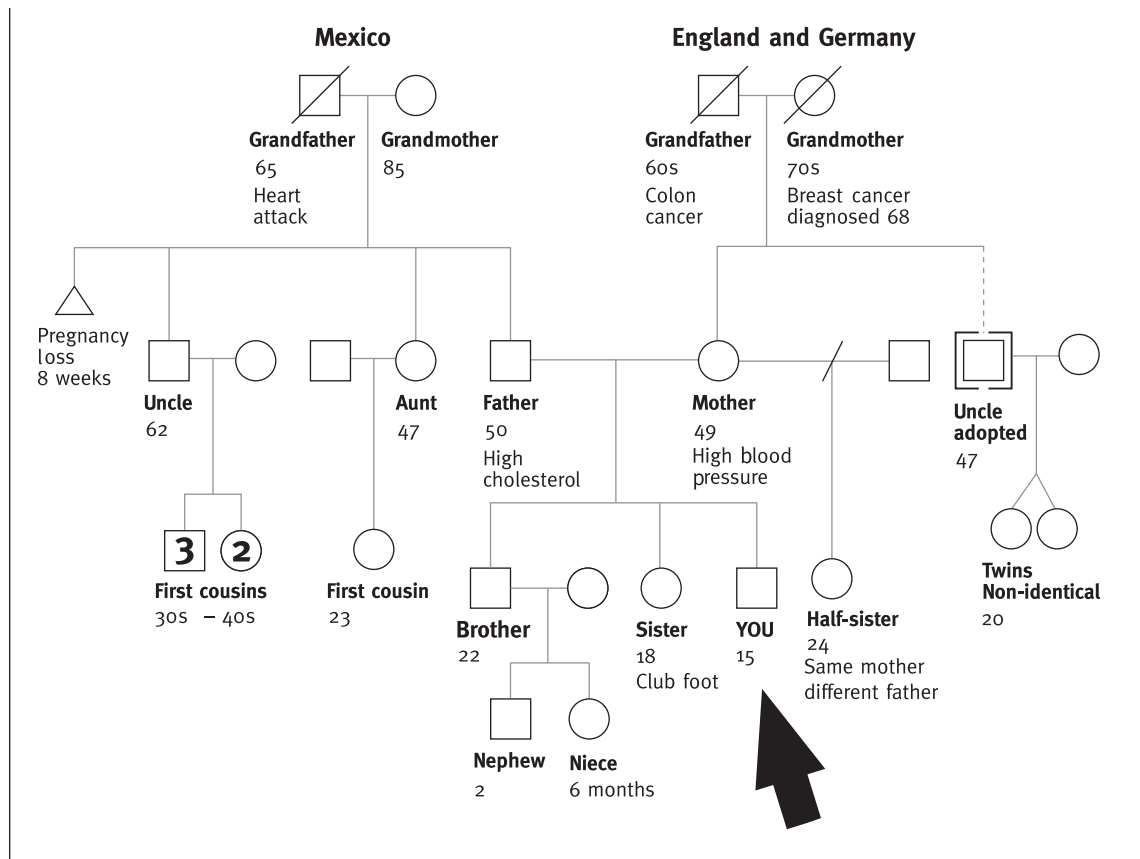 Mexico
England and Germany
Grandfather
65
Heart
attack
Grandmother
85
Grandfather
60s
Colon
cancer
Grandmother
70s
Breast cancer
diagnosed 68
Pregnancy
loss
8 weeks
Uncle
62
Aunt
47
Father
50
High
cholesterol
Mother
49
High blood
pressure
Uncle
adopted
47
3
2
First cousins
30s – 40s
First cousin
23
Brother
22
Sister
18
Club foot
YOU
15
Half-sister
24
Same mother
different father
Twins
Non-identical
20
Nephew
2
Niece
6 months